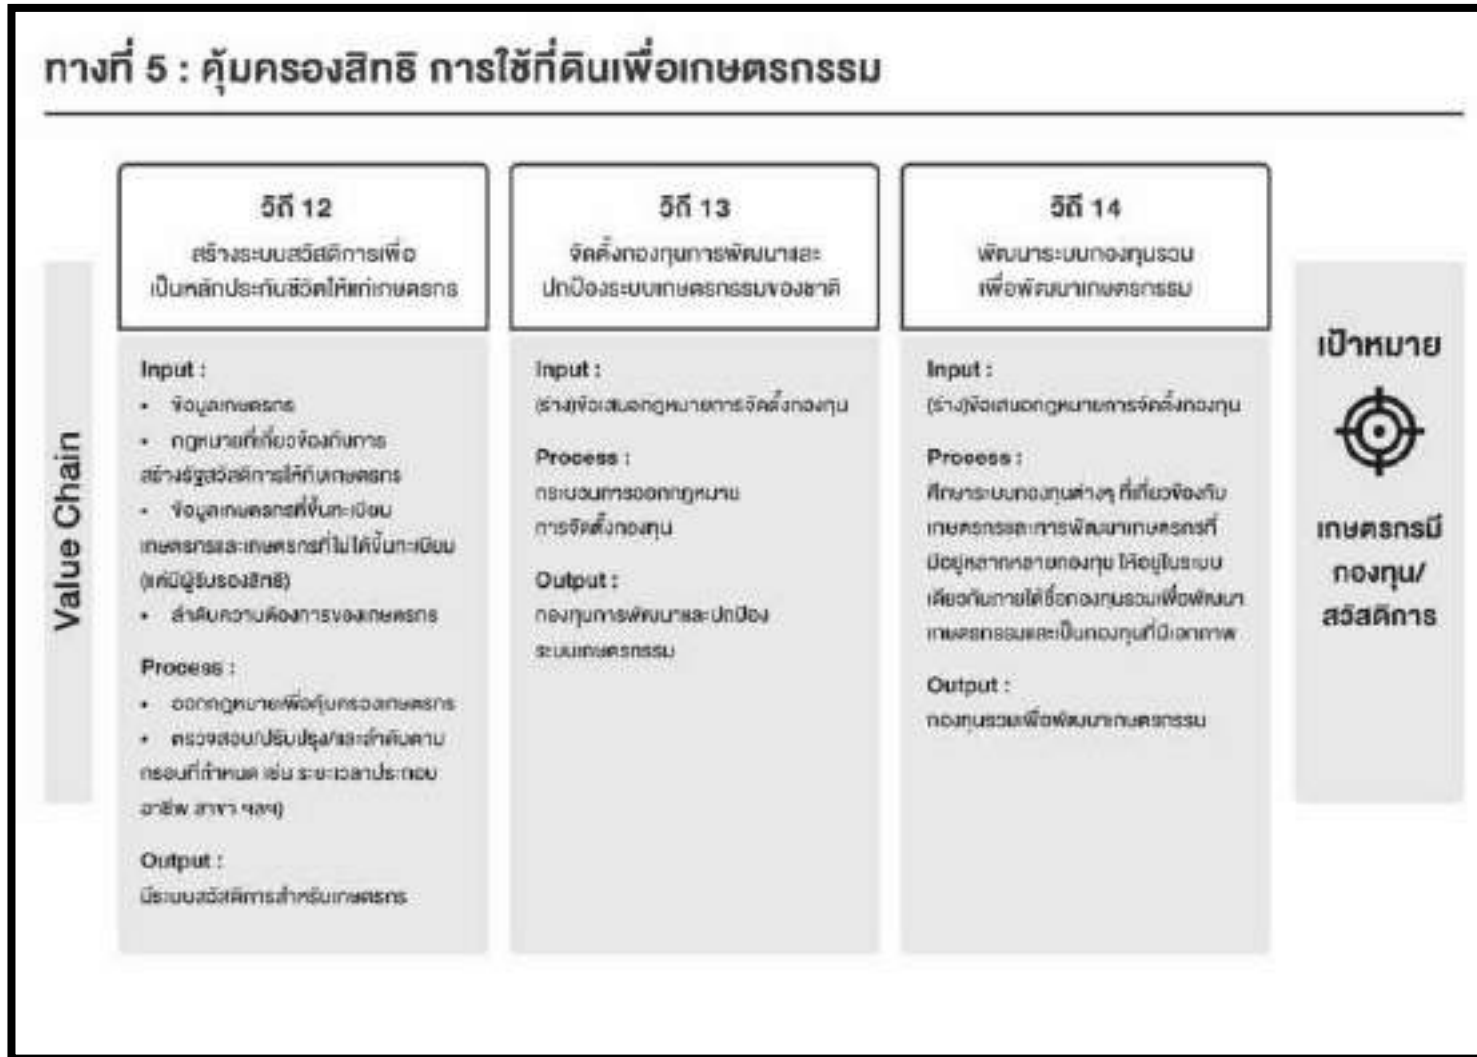 ทางที่ 5 : คุ้มครองสิทธิ การใช้ที่ดินเพื่อเกษตรกรรม
Value Chain
วิถี 12
สร้างระบบสวัสดิการเพื่อ
เป็นหลักประกันชีวิตให้แก่เกษตรกร
Input :
• ข้อมูลเกษตรกร
• กฎหมายที่เกี่ยวข้องกับการ
สร้างรัฐสวัสดิการให้กับเกษตรกร
• ข้อมูลเกษตรกรที่ขึ้นทะเบียน
เกษตรกรและเกษตรกรที่ไม่ได้ขึ้นทะเบียน
(แค่มีผู้รับรองสิทธิ)
• ลำดับความต้องการของเกษตรกร
Process :
• ออกกฎหมายเพื่อคุ้มครองเกษตรกร
• ตรวจสอบ/ปรับปรุง/และลำดับตาม
กรอบที่กำหนด เช่น ระยะเวลาประกอบ
อาชีพ สาขา ฯลฯ)
Output :
มีระบบสวัสดิการสำหรับเกษตรกร
วิถี 13
จัดตั้งกองทุนการพัฒนาและ
ปกป้องระบบเกษตรกรรมของชาติ
Input :
(ร่าง)ข้อเสนอกฎหมายการจัดตั้งกองทุน
Process :
กระบวนการออกกฎหมาย
การจัดตั้งกองทุน
Output :
กองทุนการพัฒนาและปกป้อง
ระบบเกษตรกรรม
วิถี 14
พัฒนาระบบกองทุนรวม
เพื่อพัฒนาเกษตรกรรม
Input :
(ร่าง)ข้อเสนอกฎหมายการจัดตั้งกองทุน
Process :
ศึกษาระบบกองทุนต่างๆ ที่เกี่ยวข้องกับ
เกษตรกรและการพัฒนาเกษตรกรที่
มีอยู่หลากหลายกองทุน ให้อยู่ในระบบ
เดียวกันภายใต้ชื่อกองทุนรวมเพื่อพัฒนา
เกษตรกรรมและเป็นกองทุนที่มีเอกภาพ
Output :
กองทุนรวมเพื่อพัฒนาเกษตรกรรม
เป้าหมาย
เกษตรกรมี
กองทุน/
สวัสดิการ